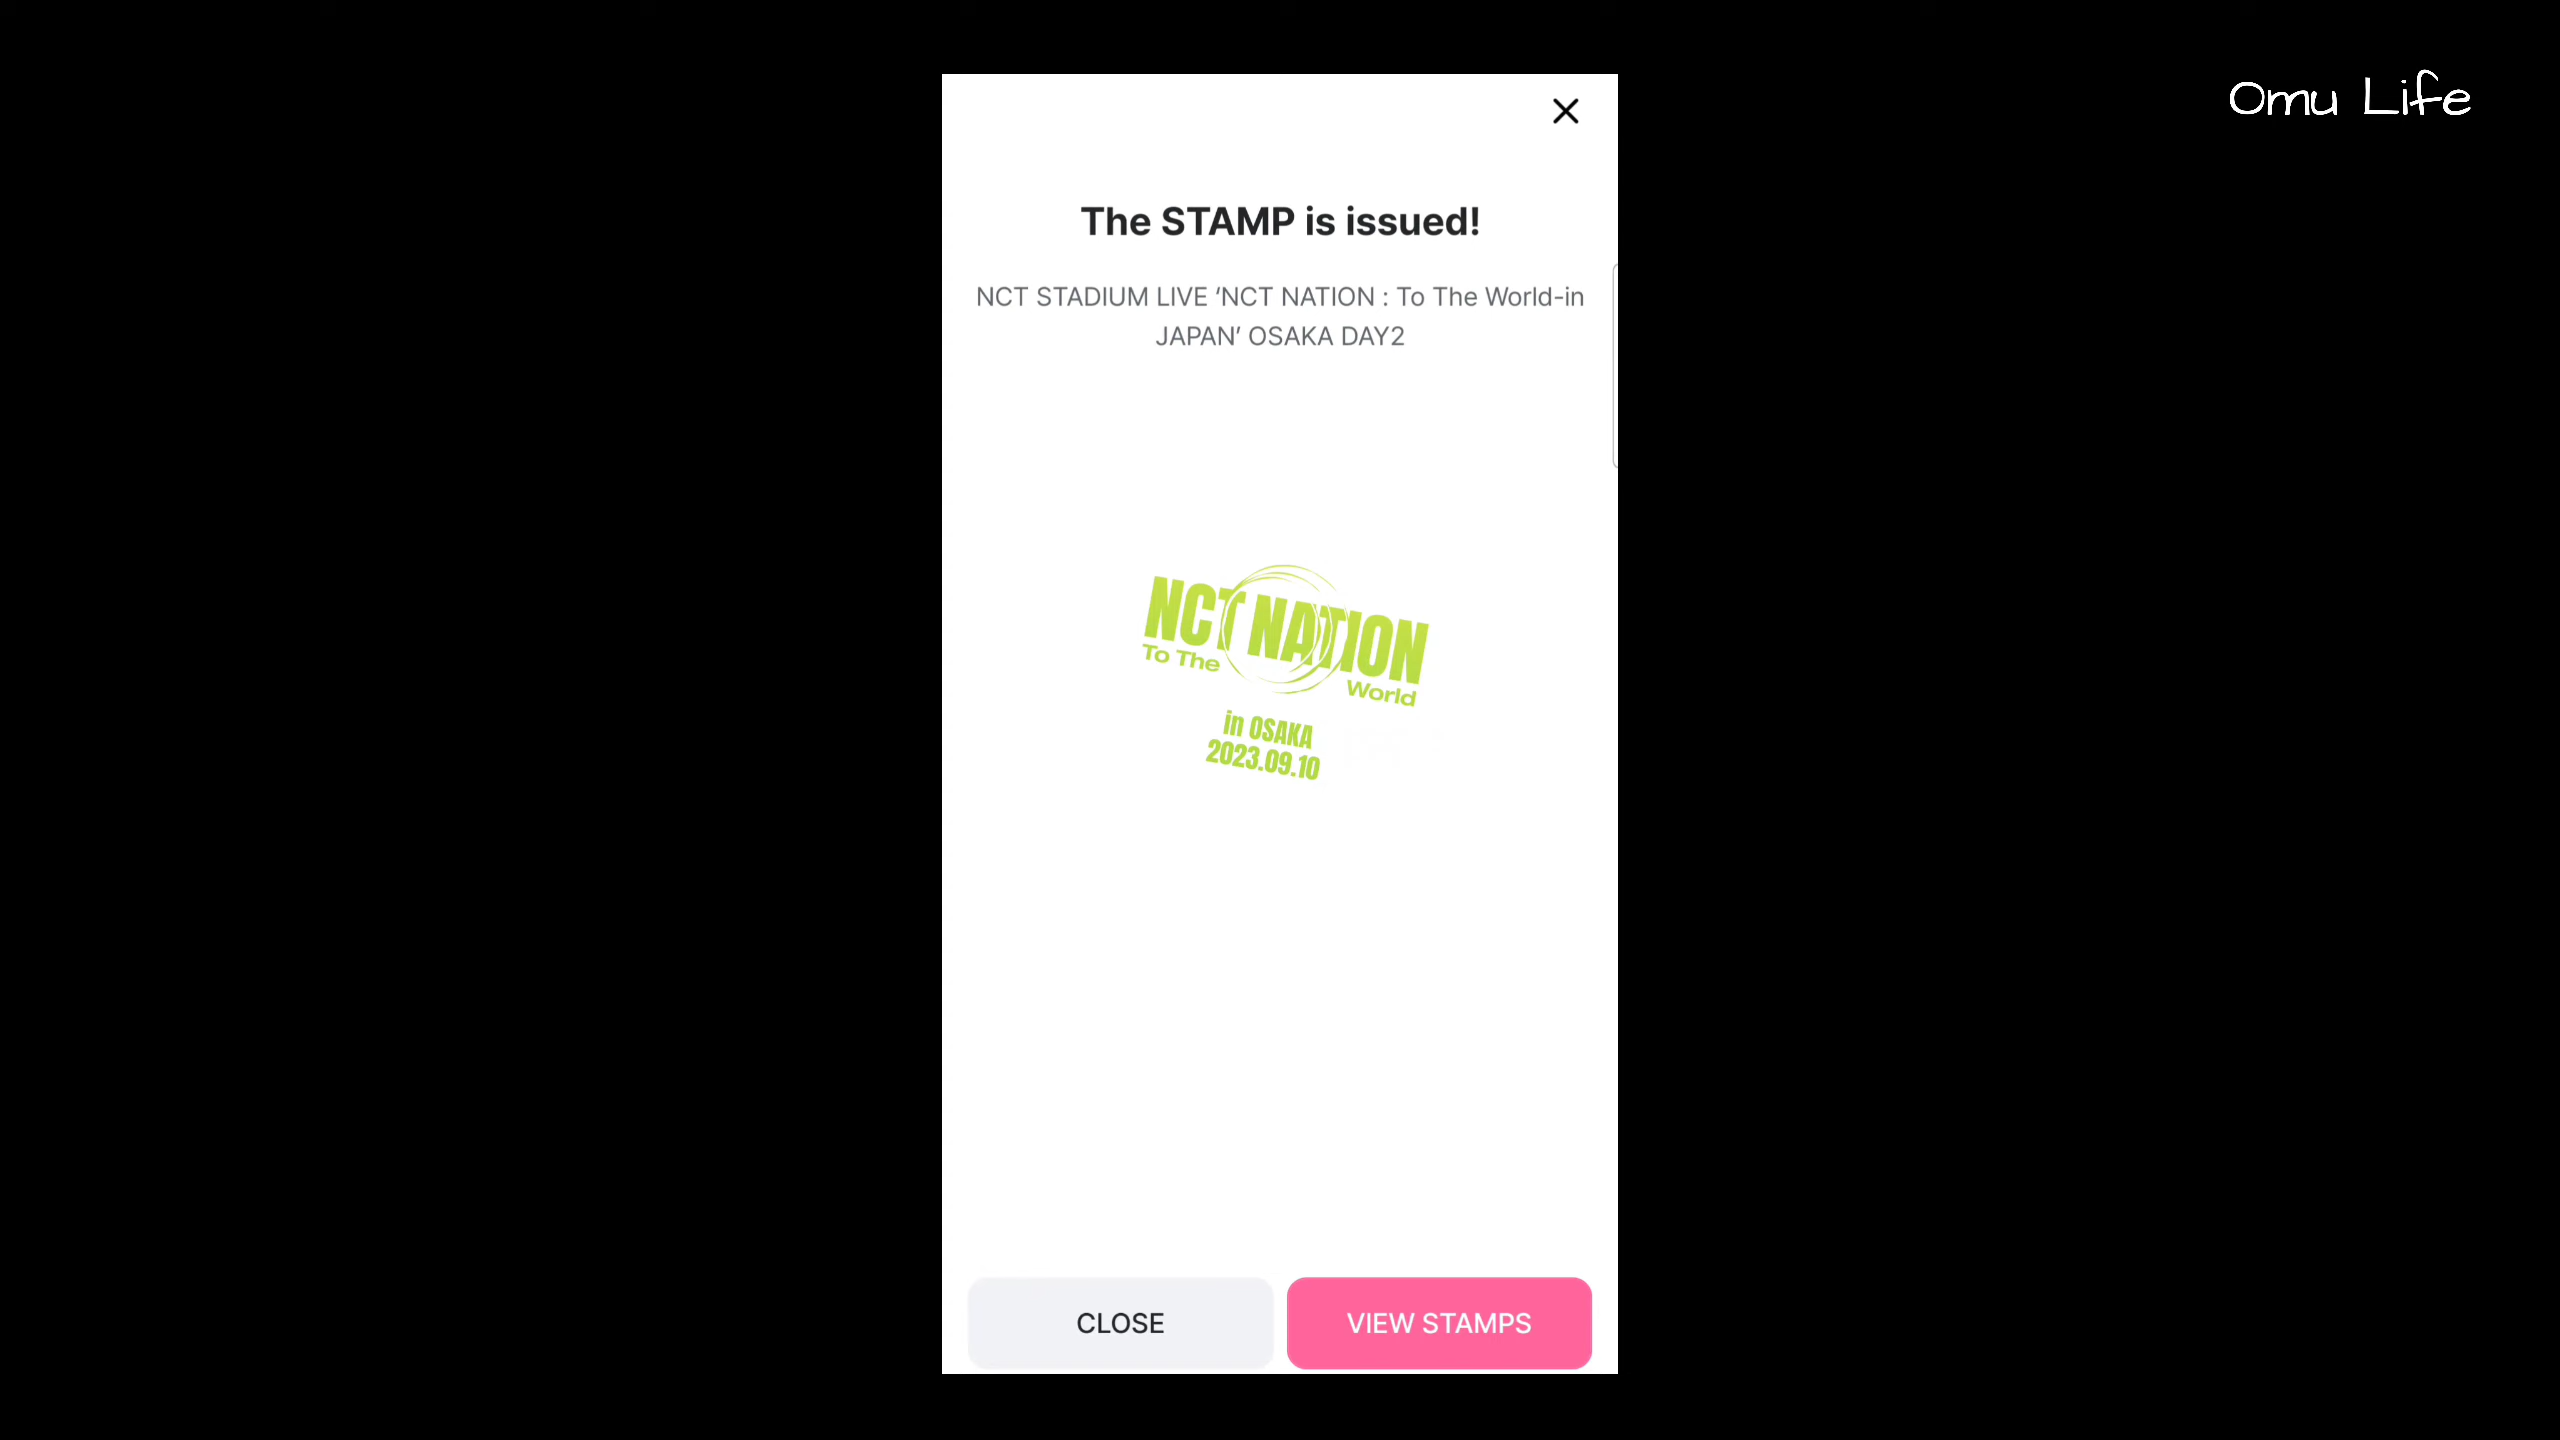 Omu Life
The STAMP is issued!
NCT STADIUM LIVE ‘NCT NATION : To The World-in
JAPAN’ OSAKA DAY2
NCT NATION
To The
World
in OSAKA
2023.09.10
CLOSE
VIEW STAMPS